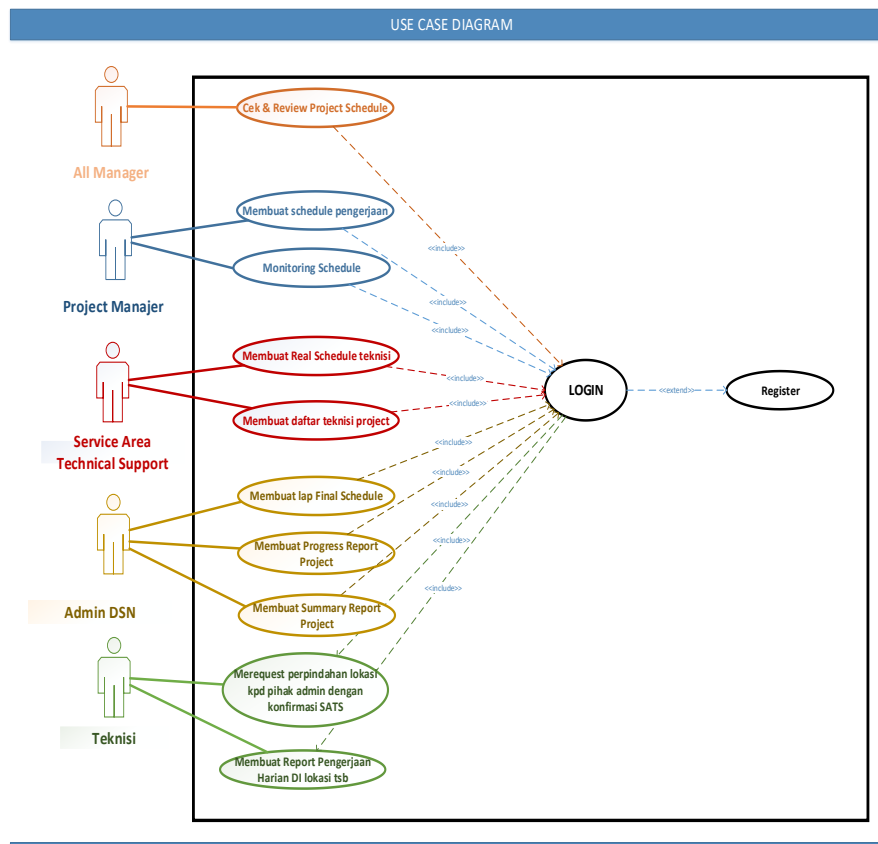 USE CASE DIAGRAM
Cek & Review Project Schedule
All Manager
Membuat schedule pengerjaan
<<include>>
Monitoring Schedule
<<include>>
Project Manajer
<<include>>
Membuat Real Schedule teknisi
<<include>>
LOGIN
<<extend>>
Register
<<include>>
Membuat daftar teknisi project
Service Area
Technical Support
<<include>>
<<include>>
Membuat lap Final Schedule
<<include>>
<<include>>
Membuat Progress Report
Project
<<include>>
Membuat Summary Report
Project
Admin DSN
Merequest perpindahan lokasi
kpd pihak admin dengan
konfirmasi SATS
Teknisi
Membuat Report Pengerjaan
Harian DI lokasi tsb